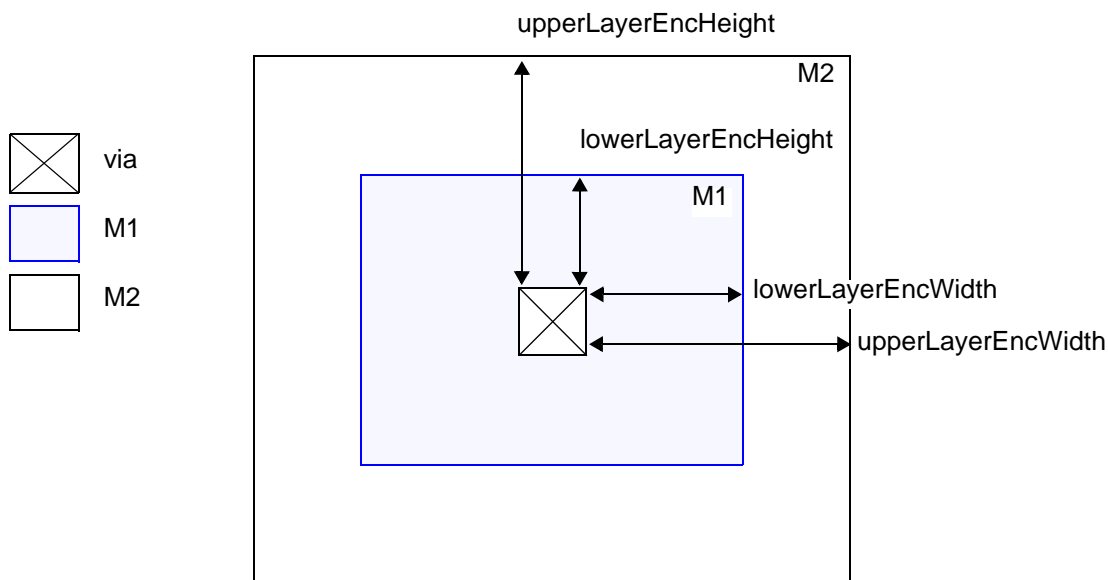 upperLayerEncHeight
M2
lowerLayerEncHeight
via
M1
M1
M2
lowerLayerEncWidth
upperLayerEncWidth